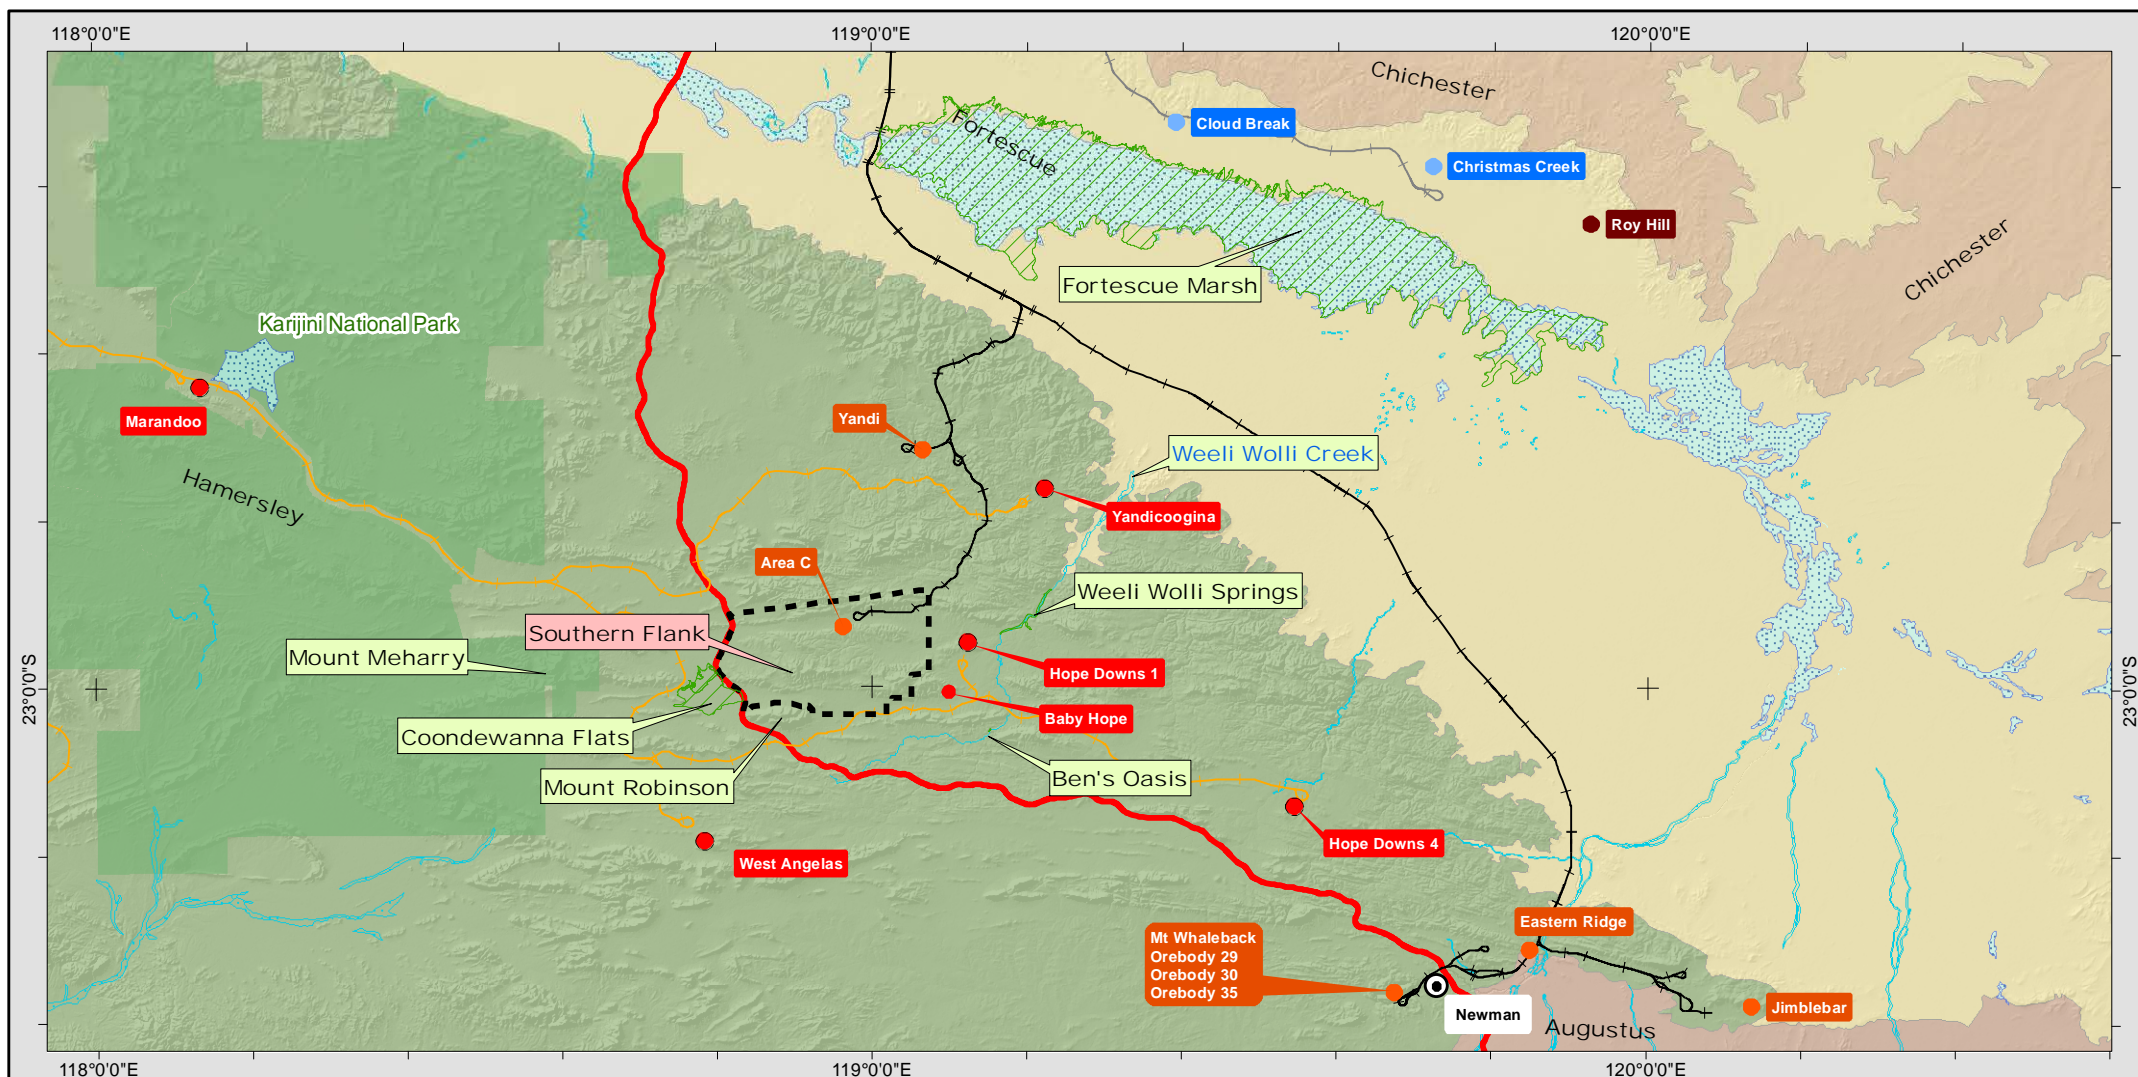 118°0'0"E
119°0'0"E
120°0'0"E
Chichester
Fortescue
Cloud Break
Christmas Creek
Roy Hill
Chichester
Fortescue Marsh
Karijini National Park
Marandoo
Yandi
Weeli Wolli Creek
Hamersley
Yandicoogina
Area C
Weeli Wolli Springs
Southern Flank
Mount Meharry
Hope Downs 1
23°0'0"S
23°0'0"S
Baby Hope
Coondewanna Flats
Ben's Oasis
Mount Robinson
Hope Downs 4
West Angelas
Eastern Ridge
Mt Whaleback
Orebody 29
Orebody 30
Orebody 35
Jimblebar
Newman
Augustus
118°0'0"E
119°0'0"E
120°0'0"E